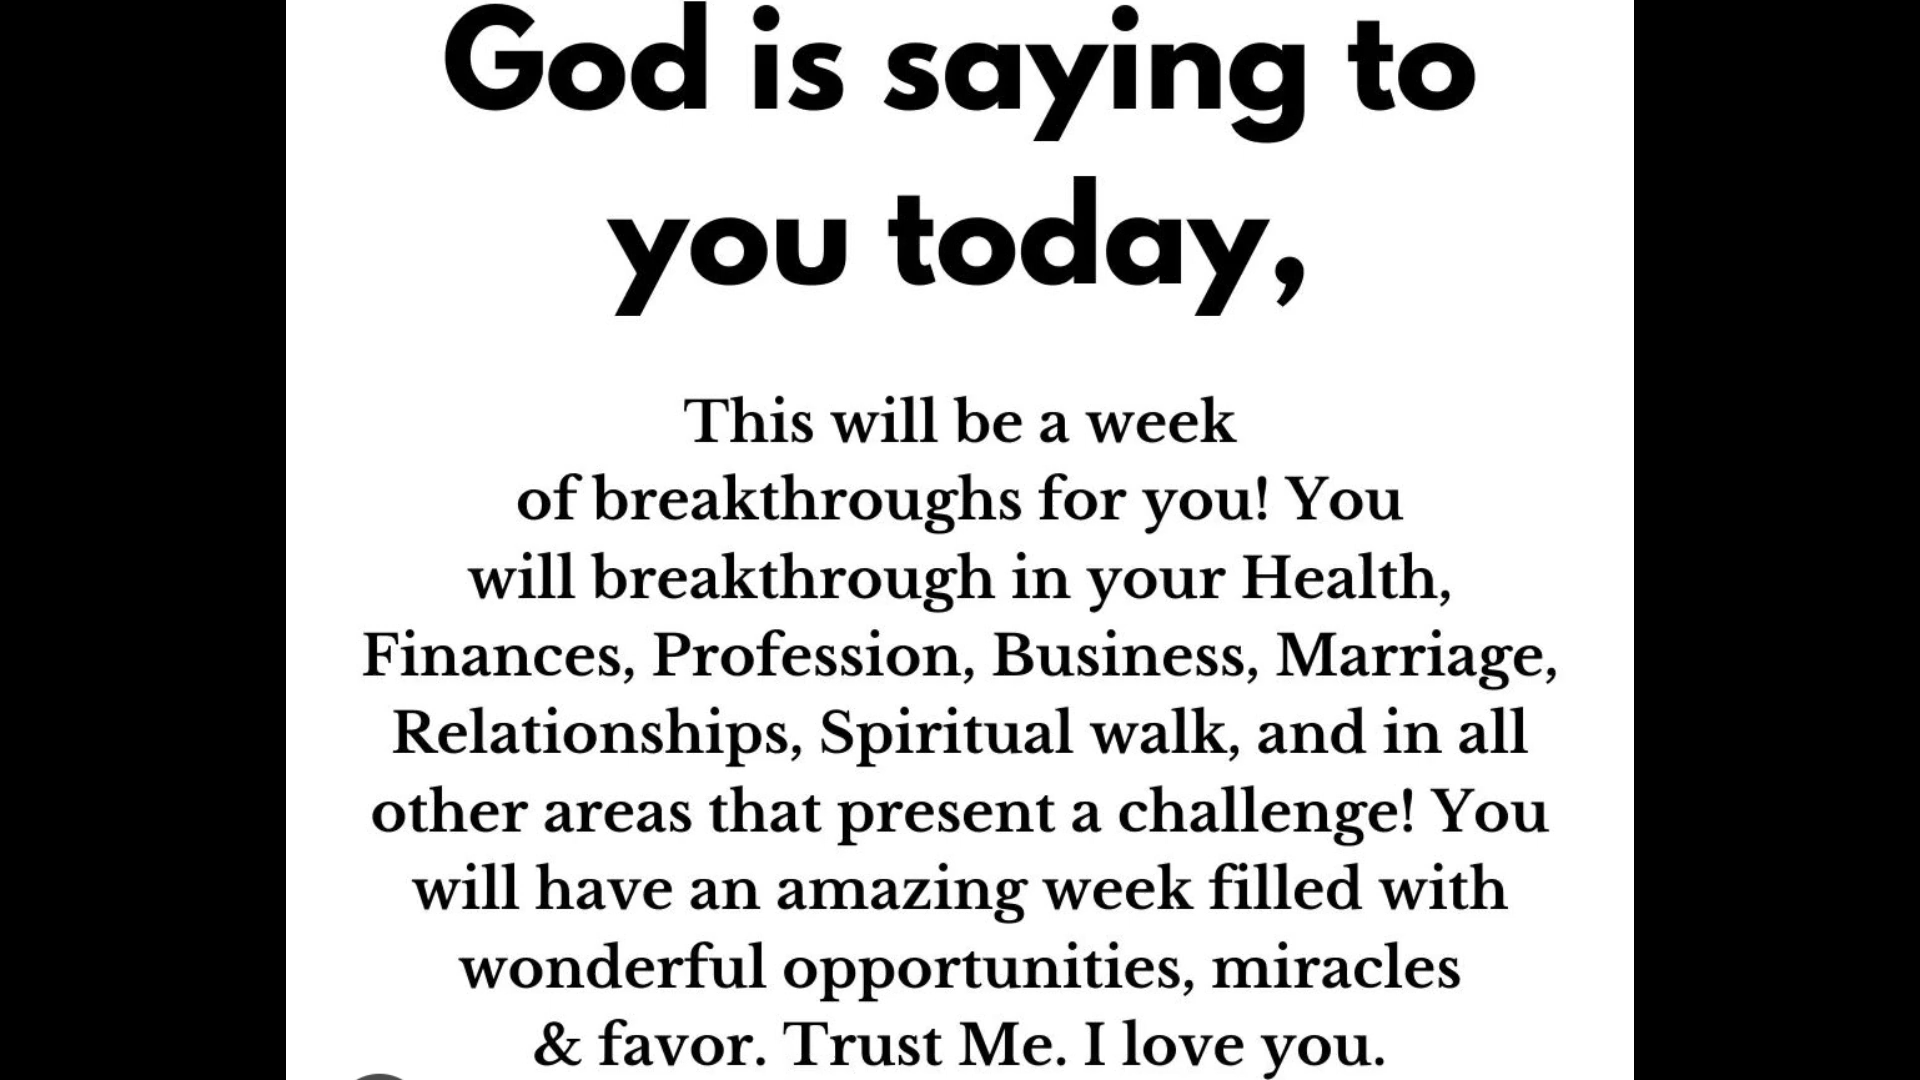 God is saying to
you today,
This will be a week
of breakthroughs for you! You
will breakthrough in your Health,
Finances, Profession, Business, Marriage,
Relationships, Spiritual walk, and in all
other areas that present a challenge! You
will have an amazing week filled with
wonderful opportunities, miracles
& favor. Trust Me. I love you.